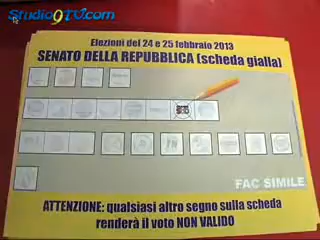 Studio9TV.com
Elezioni del 24 e 25 febbraio 2013
SENATO DELLA REPUBBLICA (scheda gialla)
FAC SIMILE
ATTENZIONE: qualsiasi altro segno sulla scheda
renderà il voto NON VALIDO